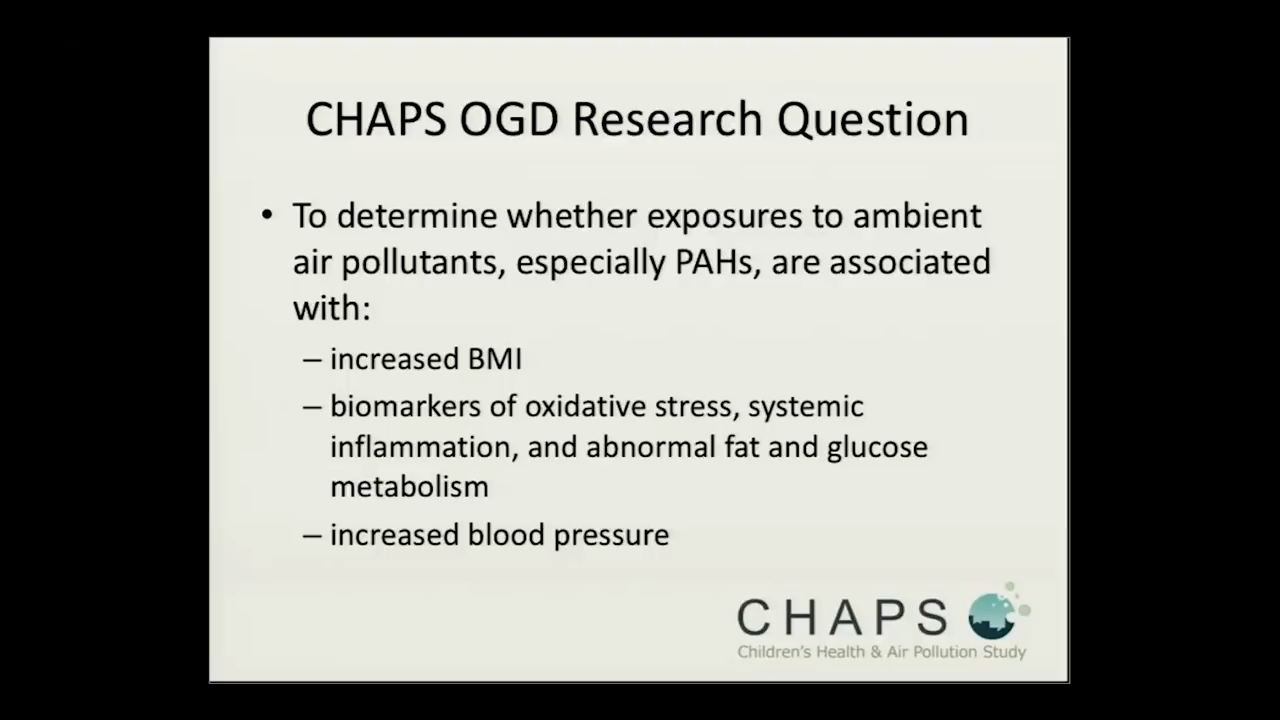 CHAPS OGD Research Question
• To determine whether exposures to ambient
air pollutants, especially PAHs, are associated
with:
– increased BMI
– biomarkers of oxidative stress, systemic
inflammation, and abnormal fat and glucose
metabolism
– increased blood pressure
CHAPS
Children's Health & Air Pollution Study